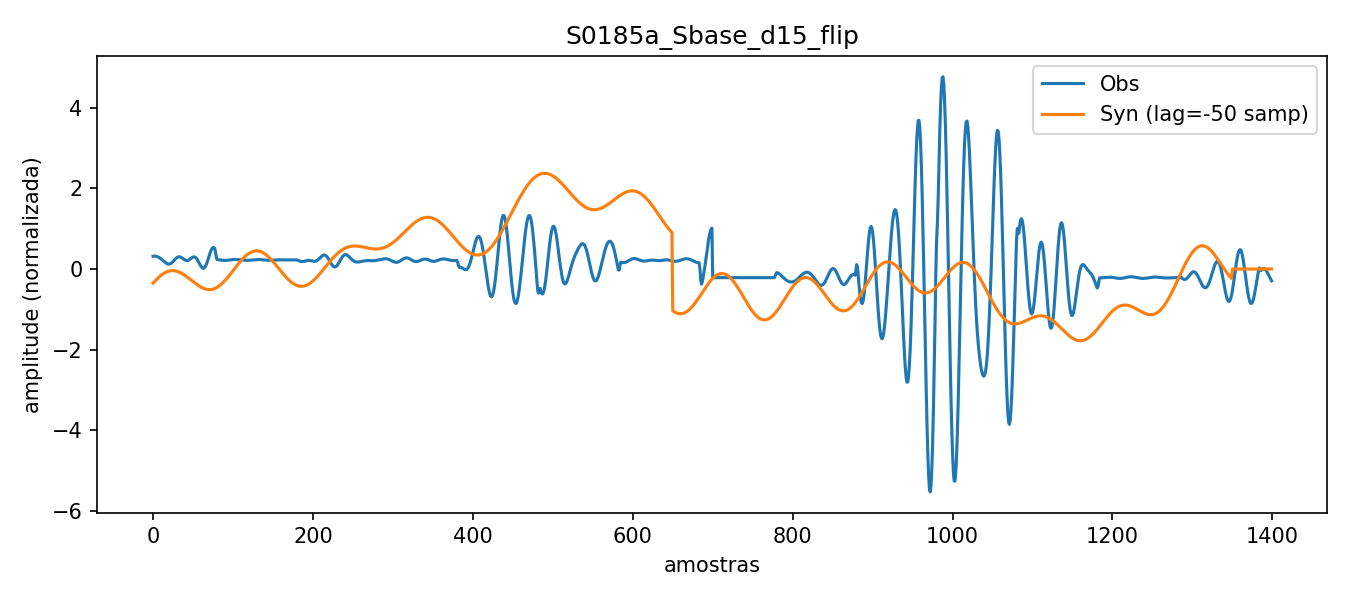 S0185a_Sbase_d15_flip
Obs
Syn (lag=-50 samp)
amplitude (normalizada)
4
2
0
−2
−4
−6
0 200 400 600 800 1000 1200 1400
amostras